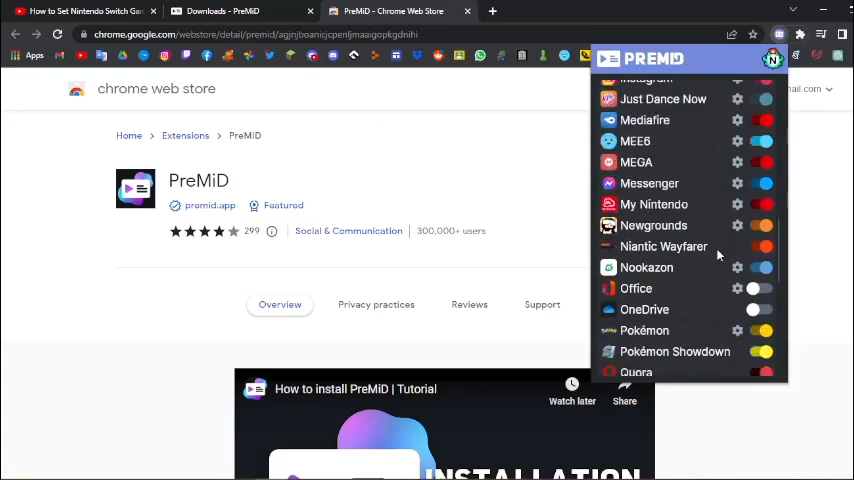 How to Set Nintendo Switch Gam
Downloads - PreMiD
PreMiD - Chrome Web Store
chrome.google.com/webstore/detail/premid/agjnjboanicjcpenljmaaigopkgdnihi
Apps
PREMID
chrome web store
mail.com
Home
Extensions
PreMiD
PreMiD
premid.app
Featured
299
Social & Communication
300,000+ users
Overview
Privacy practices
Reviews
Support
Instagram
Just Dance Now
Mediafire
MEE6
MEGA
Messenger
My Nintendo
Newgrounds
Niantic Wayfarer
Nookazon
Office
OneDrive
Pokémon
Pokémon Showdown
Quora
How to install PreMiD | Tutorial
Watch later
Share
INSTALLATION